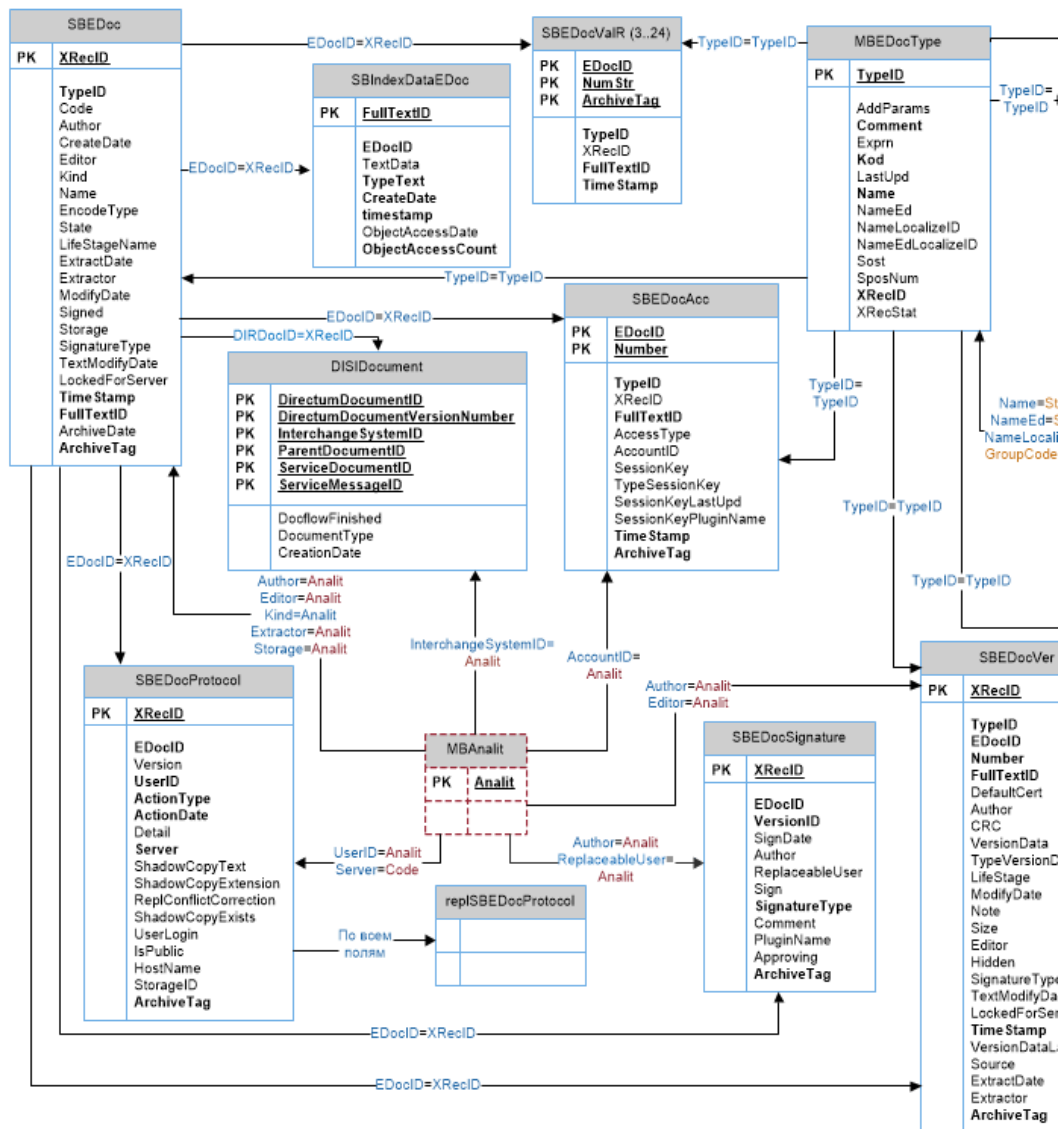 SBEDoc
PK XRecID
TypeID
Code
Author
CreateDate
Editor
Kind
Name
EncodeType
State
LifeStageName
ExtractDate
Extractor
ModifyDate
Signed
Storage
SignatureType
TextModifyDate
LockedForServer
TimeStamp
FullTextID
ArchiveDate
ArchiveTag
EDocID=XRecID
SBEDocValR (3..24)
PK EDocID
PK NumStr
PK ArchiveTag
TypeID
XRecID
FullTextID
TimeStamp
TypeID=TypeID
MBEDocType
PK TypeID
AddParams
Comment
Exprn
Kod
LastUpd
Name
NameEd
NameLocalizeID
NameEdLocalizeID
Sost
SposNum
XRecID
XRecStat
TypeID=
TypeID
SBIndexDataEDoc
PK FullTextID
EDocID
TextData
TypeText
CreateDate
timestamp
ObjectAccessDate
ObjectAccessCount
EDocID=XRecID
TypeID=TypeID
EDocID=XRecID
DIRDocID=XRecID
SBEDocAcc
PK EDocID
PK Number
TypeID
XRecID
FullTextID
AccessType
AccountID
SessionKey
TypeSessionKey
SessionKeyLastUpd
SessionKeyPluginName
TimeStamp
ArchiveTag
DISIDocument
PK DirectumDocumentID
PK DirectumDocumentVersionNumber
PK InterchangeSystemID
PK ParentDocumentID
PK ServiceDocumentID
PK ServiceMessageID
DocflowFinished
DocumentType
CreationDate
TypeID=
TypeID
Name=St
NameEd=S
NameLocali
GroupCode
TypeID=TypeID
TypeID=TypeID
EDocID=XRecID
Author=Analit
Editor=Analit
Kind=Analit
Extractor=Analit
Storage=Analit
InterchangeSystemID=
Analit
AccountID=
Analit
Author=Analit
Editor=Analit
SBEDocProtocol
PK XRecID
EDocID
Version
UserID
ActionType
ActionDate
Detail
Server
ShadowCopyText
ShadowCopyExtension
ReplConflictCorrection
ShadowCopyExists
UserLogin
IsPublic
HostName
StorageID
ArchiveTag
MBAnalit
PK Analit
UserID=Analit
Server=Code
Author=Analit
ReplaceableUser=
Analit
replSBEDocProtocol
По всем
полям
SBEDocSignature
PK XRecID
EDocID
VersionID
SignDate
Author
ReplaceableUser
Sign
SignatureType
Comment
PluginName
Approving
ArchiveTag
SBEDocVer
PK XRecID
TypeID
EDocID
Number
FullTextID
DefaultCert
Author
CRC
VersionData
TypeVersionD
LifeStage
ModifyDate
Note
Size
Editor
Hidden
SignatureType
TextModifyDa
LockedForSer
TimeStamp
VersionDataLa
Source
ExtractDate
Extractor
ArchiveTag
EDocID=XRecID
EDocID=XRecID